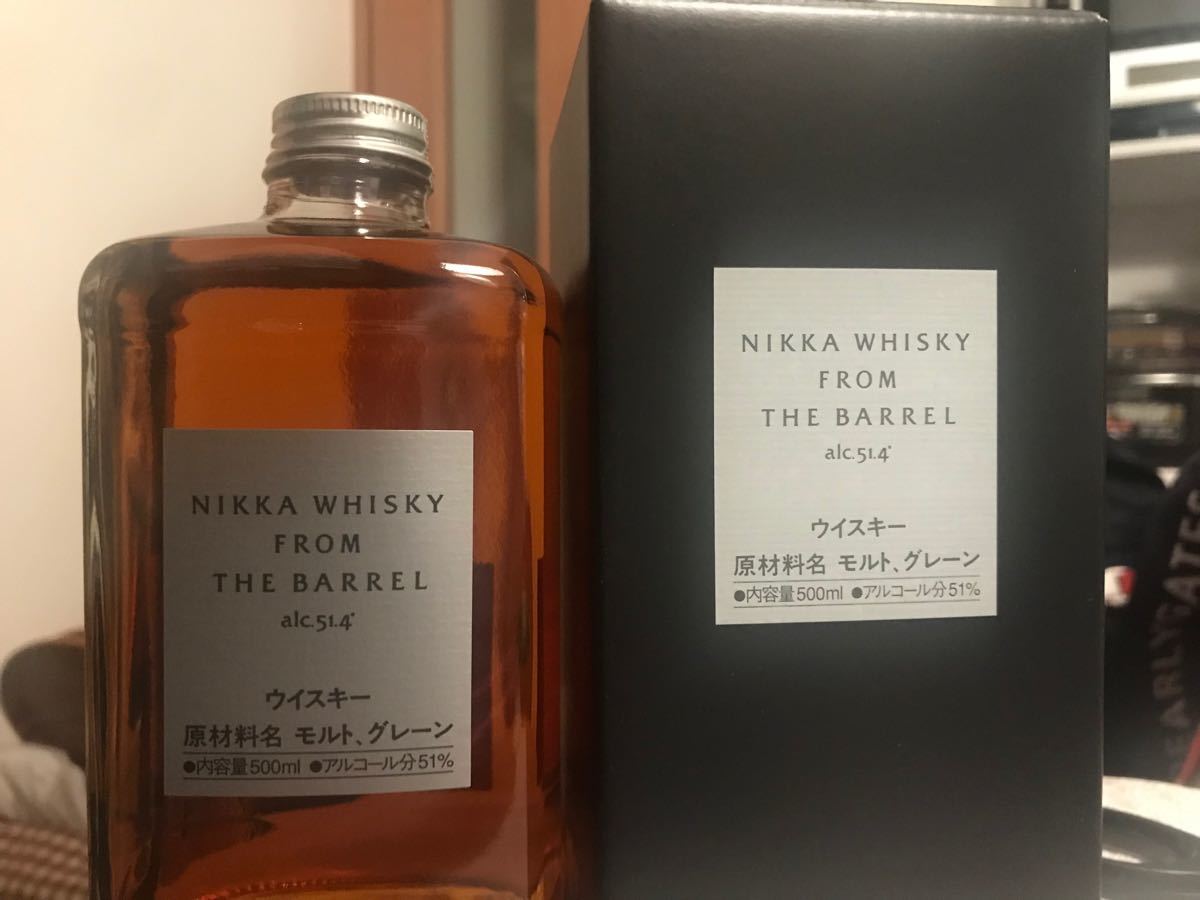 NIKKA WHISKY
FROM
THE BARREL
alc.51.4°
ウイスキー
原材料名 モルト、グレーン
●内容量500ml ●アルコール分51%
NIKKA WHISKY
FROM
THE BARREL
alc.51.4°
ウイスキー
原材料名 モルト、グレーン
●内容量500ml ●アルコール分51%